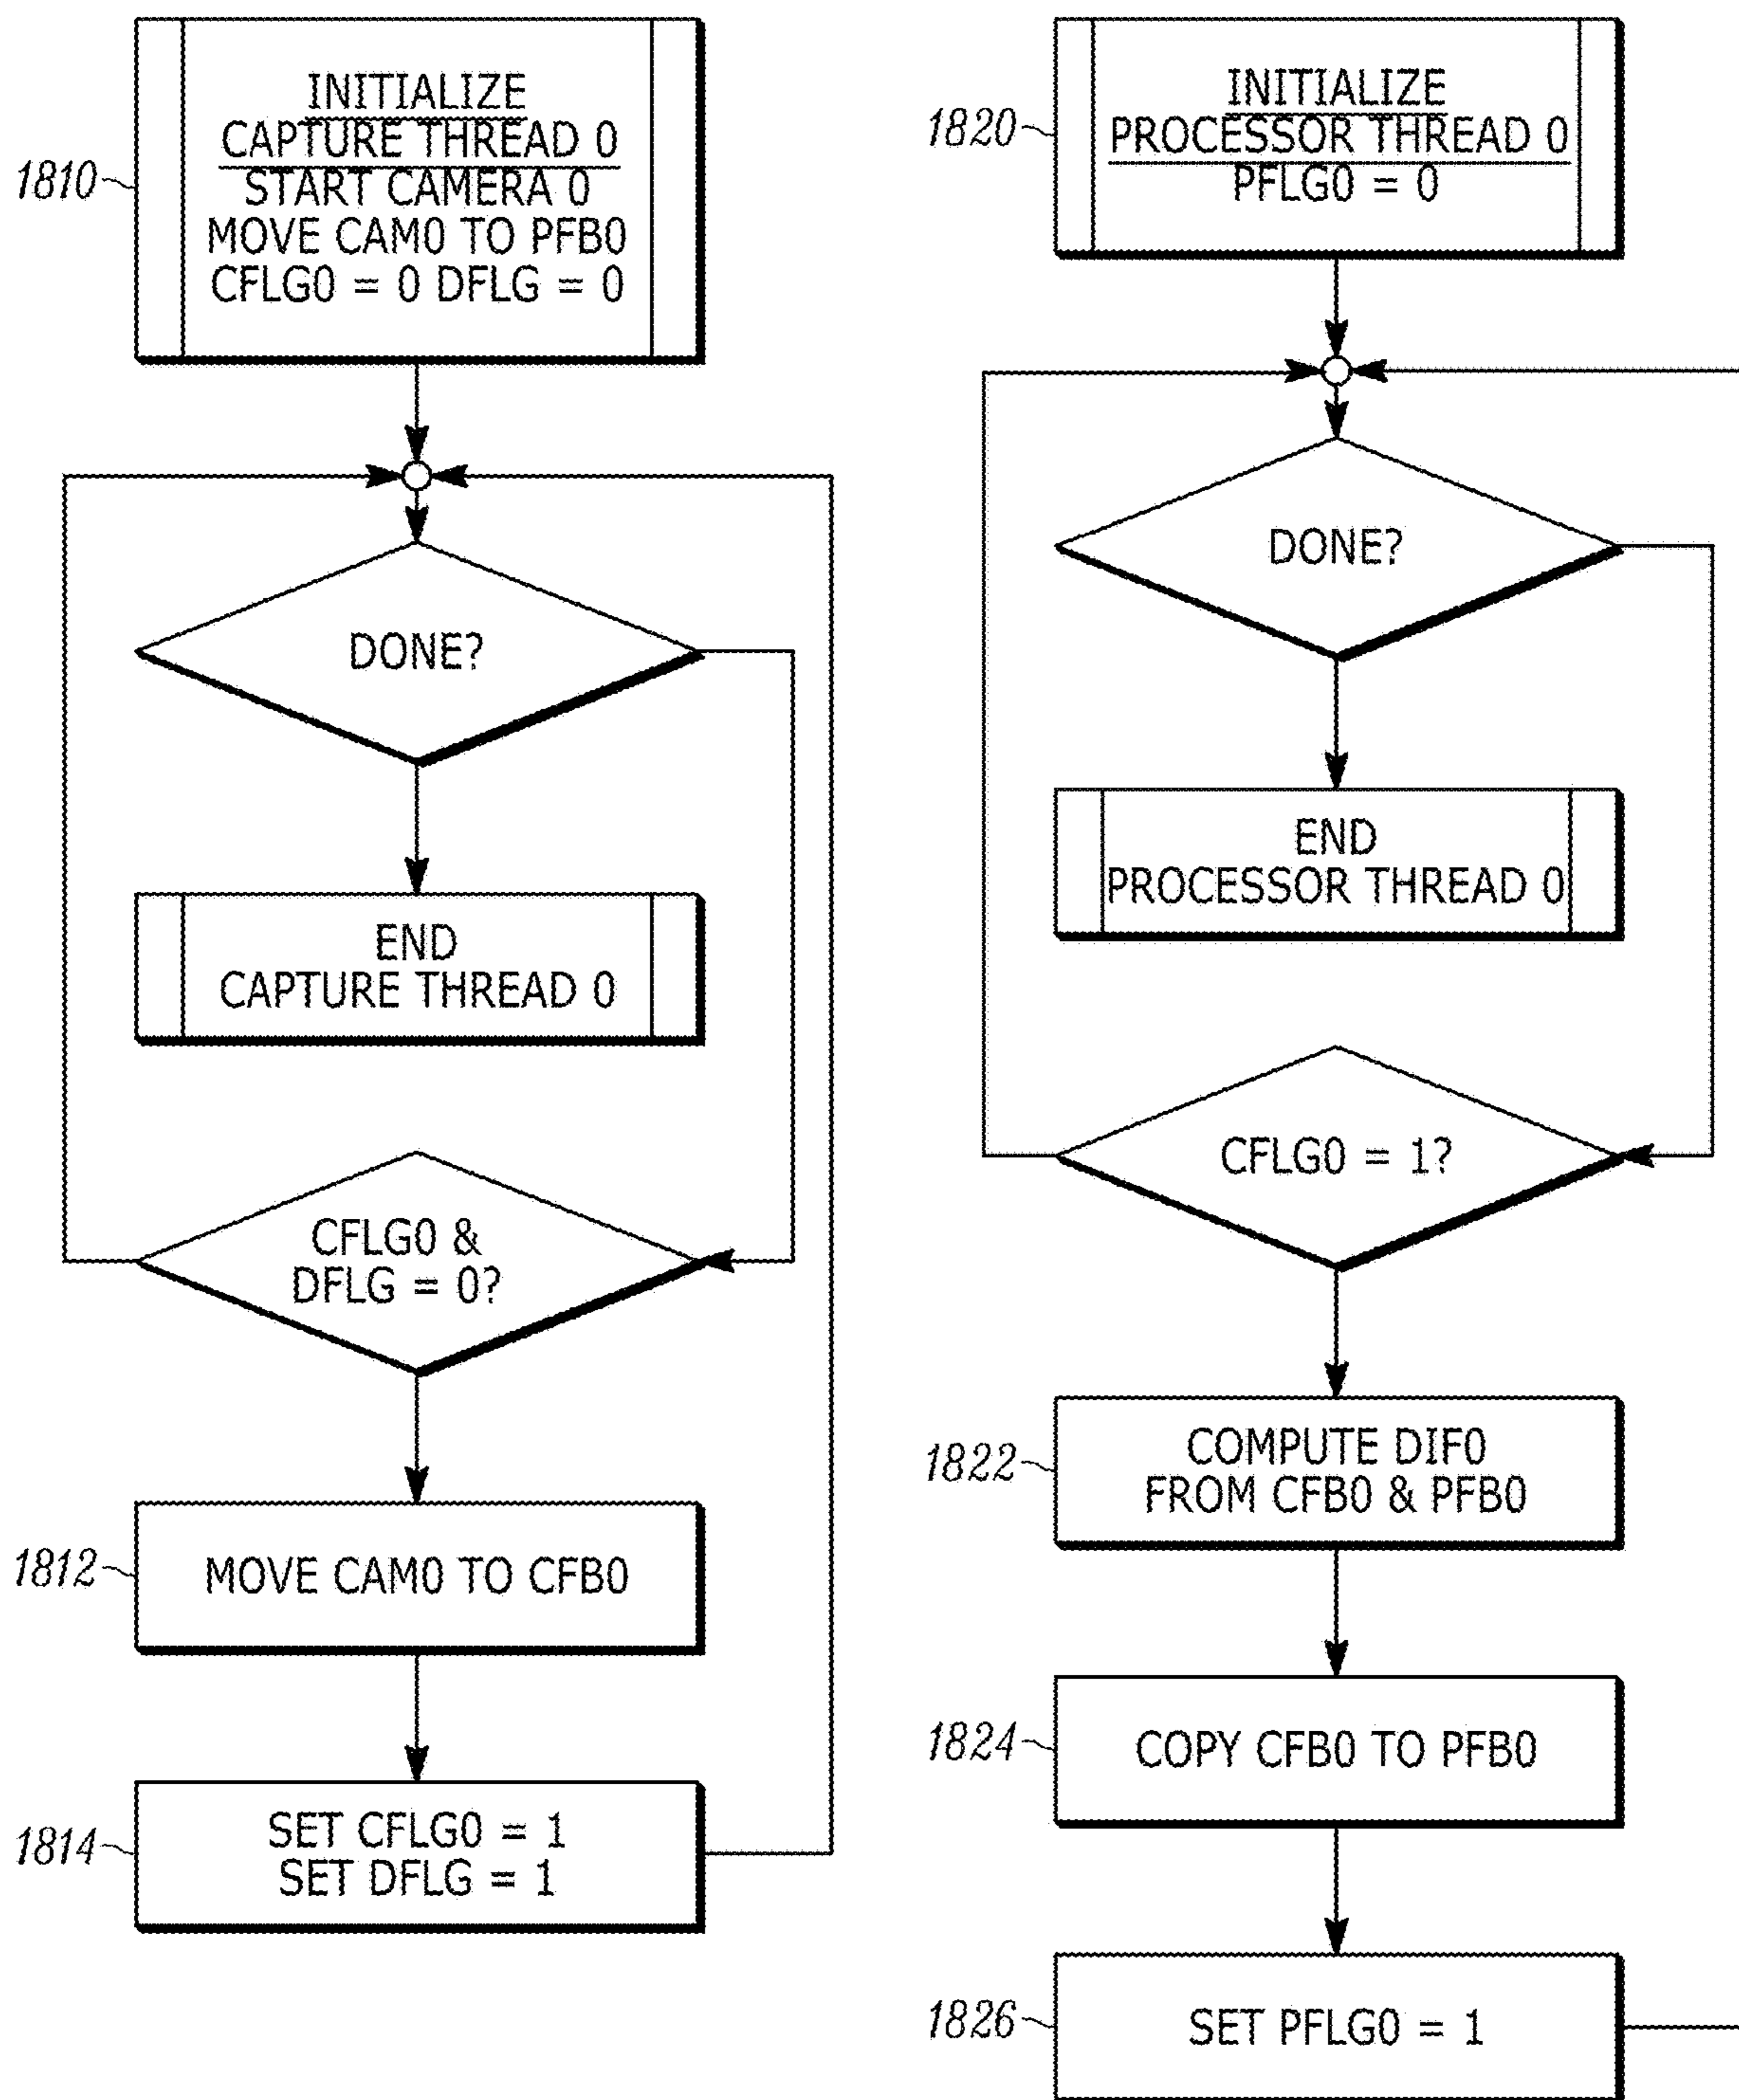 INITIALIZE
CAPTURE THREAD 0
START CAMERA 0
MOVE CAM0 TO PFB0
CFLG0 = 0 DFLG = 0
1810
DONE?
END
CAPTURE THREAD 0
CFLG0 &
DFLG = 0?
1812
MOVE CAM0 TO CFB0
1814
SET CFLG0 = 1
SET DFLG = 1
INITIALIZE
1820
PROCESSOR THREAD 0
PFLG0 = 0
DONE?
END
PROCESSOR THREAD 0
CFLG0 = 1?
1822
COMPUTE DIF0
FROM CFB0 & PFB0
1824
COPY CFB0 TO PFB0
1826
SET PFLG0 = 1